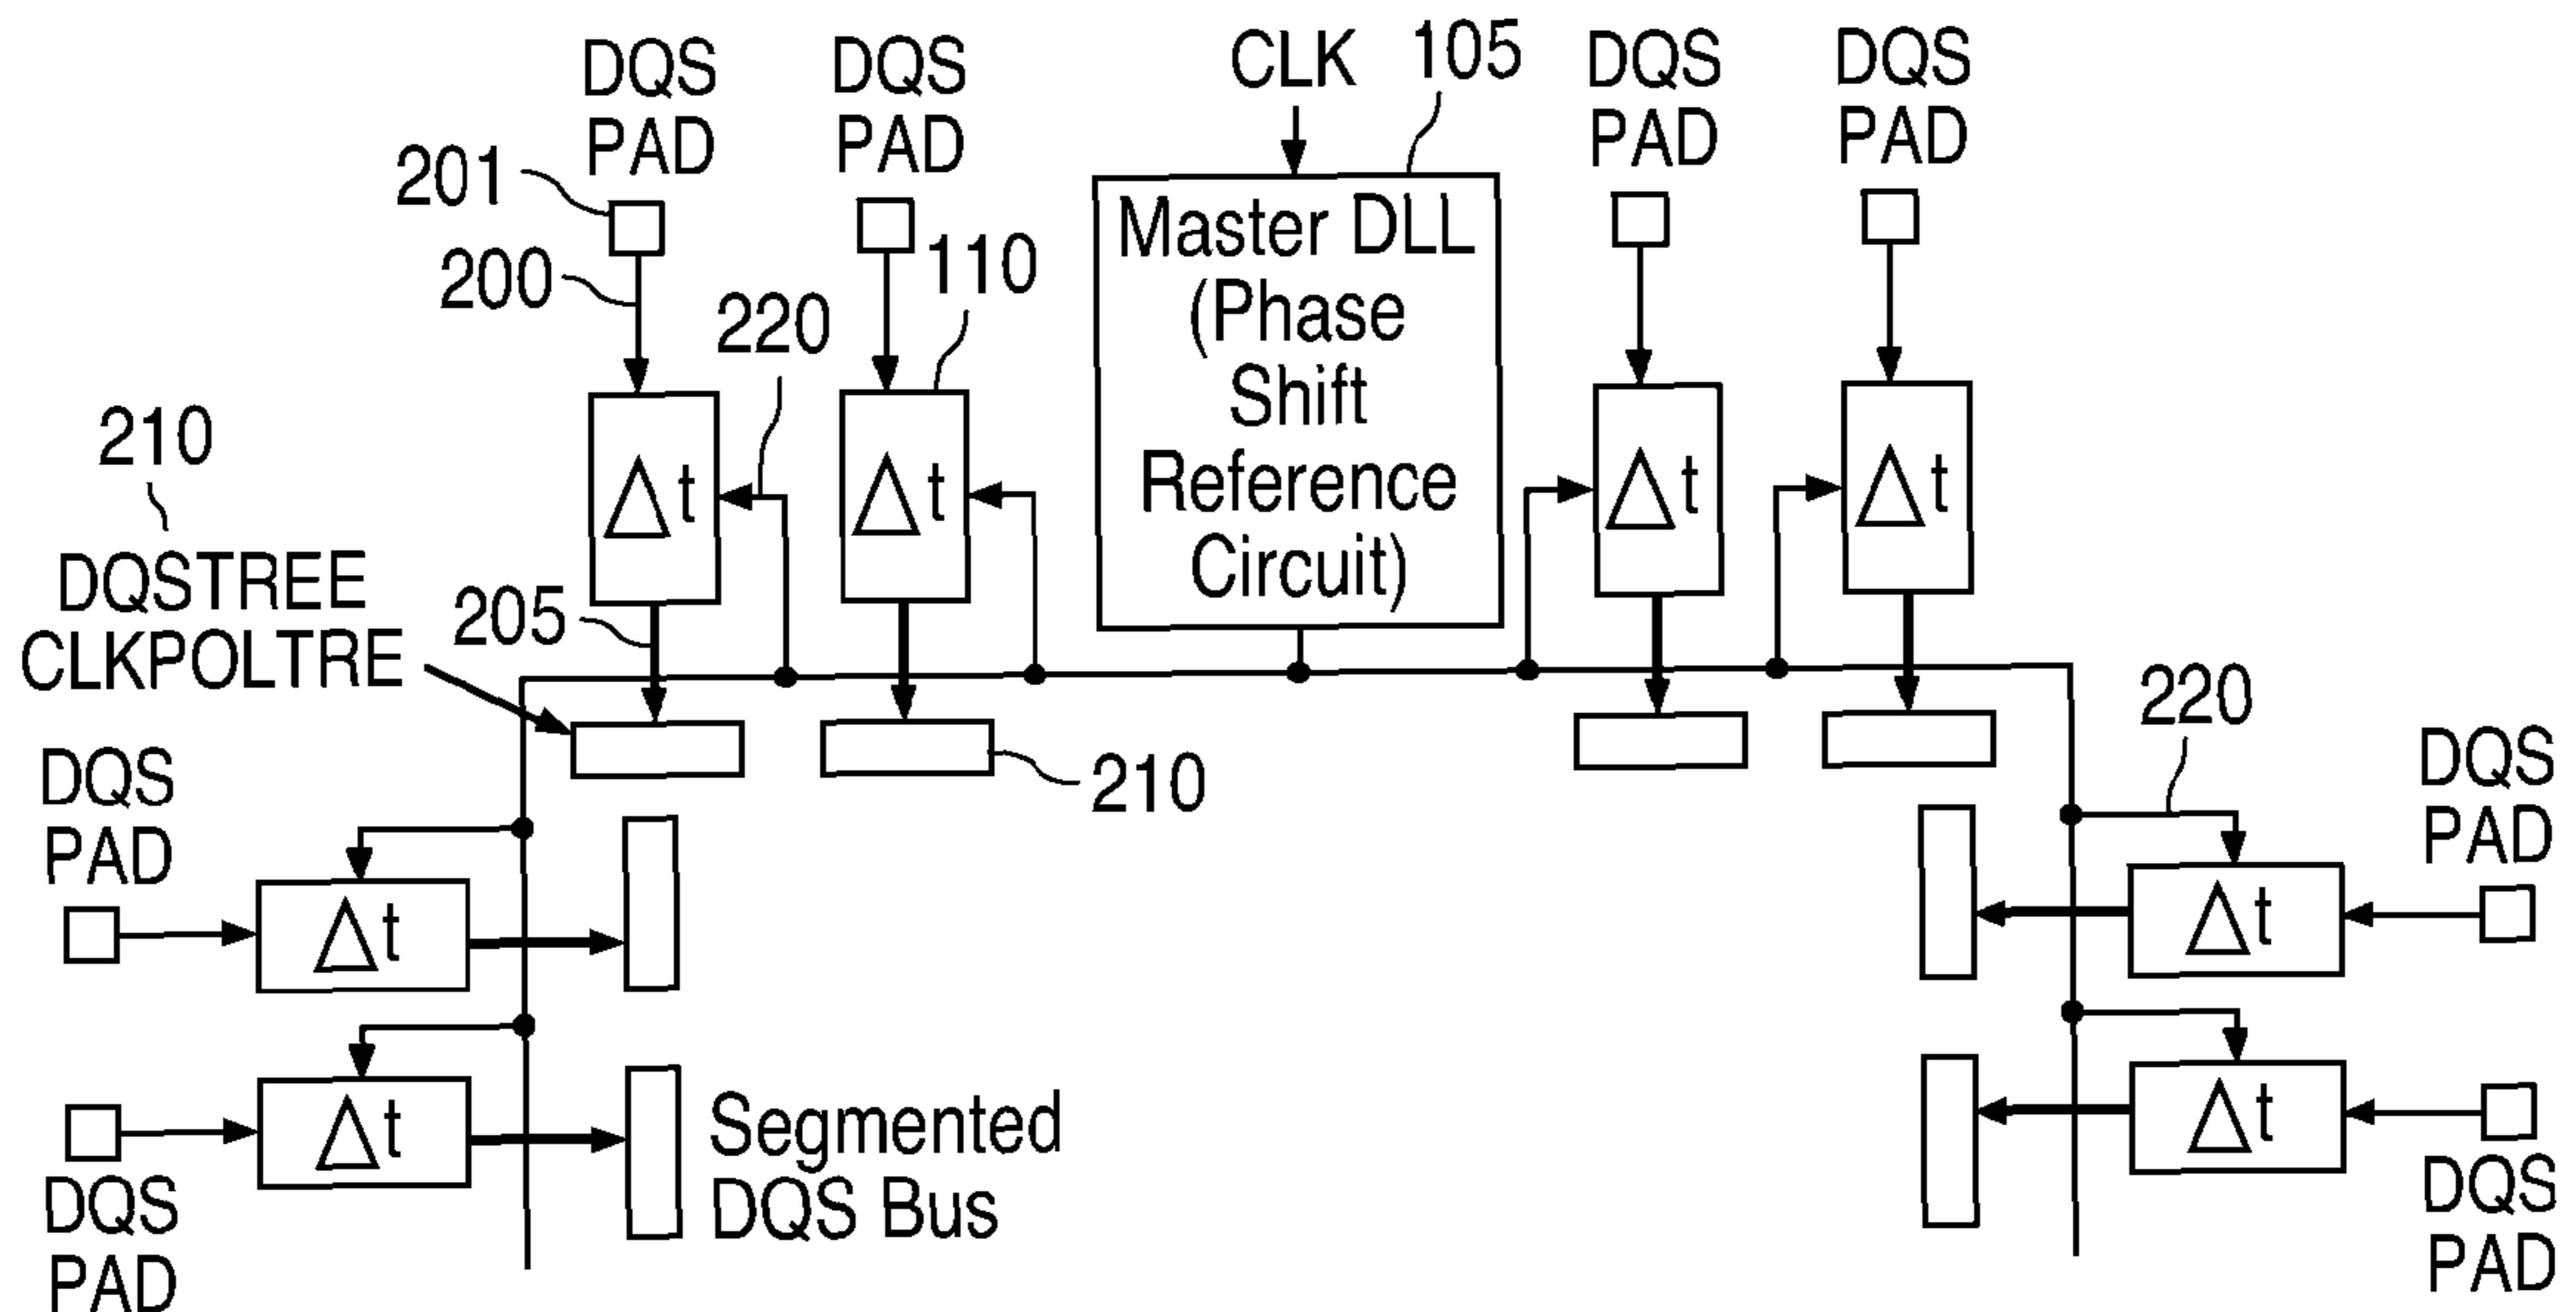 DQS
PAD
DQS
PAD
CLK
105
DQS
PAD
DQS
PAD
201
200
220
110
Master DLL
(Phase
Shift
Reference
Circuit)
Δt
Δt
Δt
Δt
210
DQSTREE
CLKPOLTRE
205
210
220
DQS
PAD
Δt
DQS
PAD
Δt
Δt
DQS
PAD
Segmented
DQS Bus
Δt
DQS
PAD